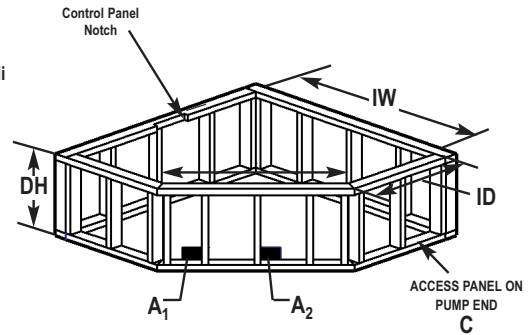 Control Panel
Notch
i
IW
DH
ID
A1
A2
ACCESS PANEL ON
PUMP END
C